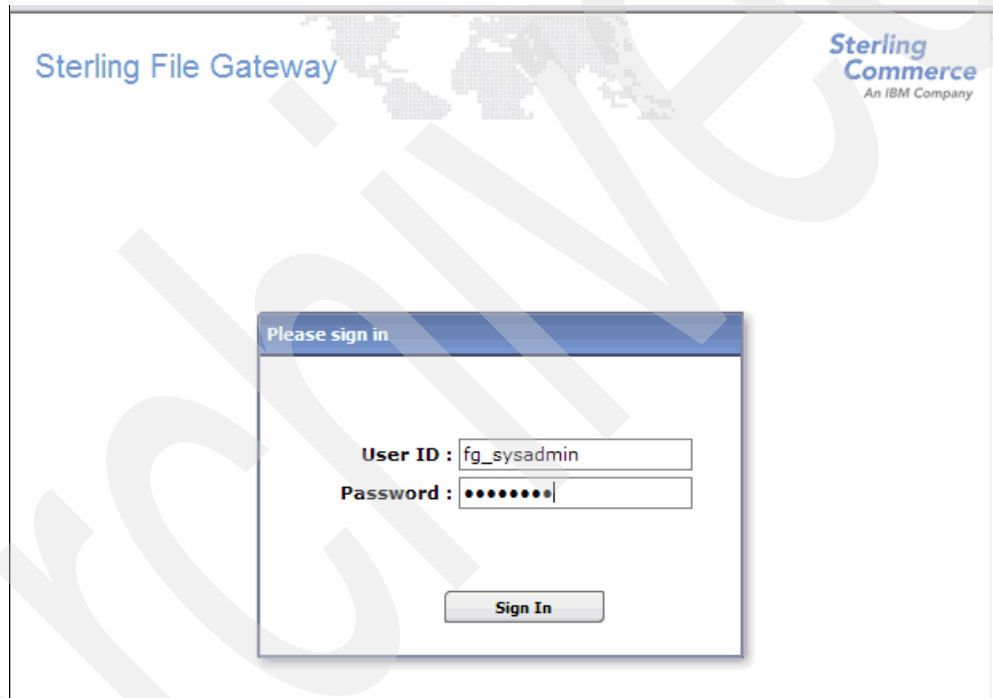 Sterling File Gateway
Sterling
Commerce
An IBM Company
Please sign in
User ID : fg_sysadmin
Password : ••••••••
Sign In